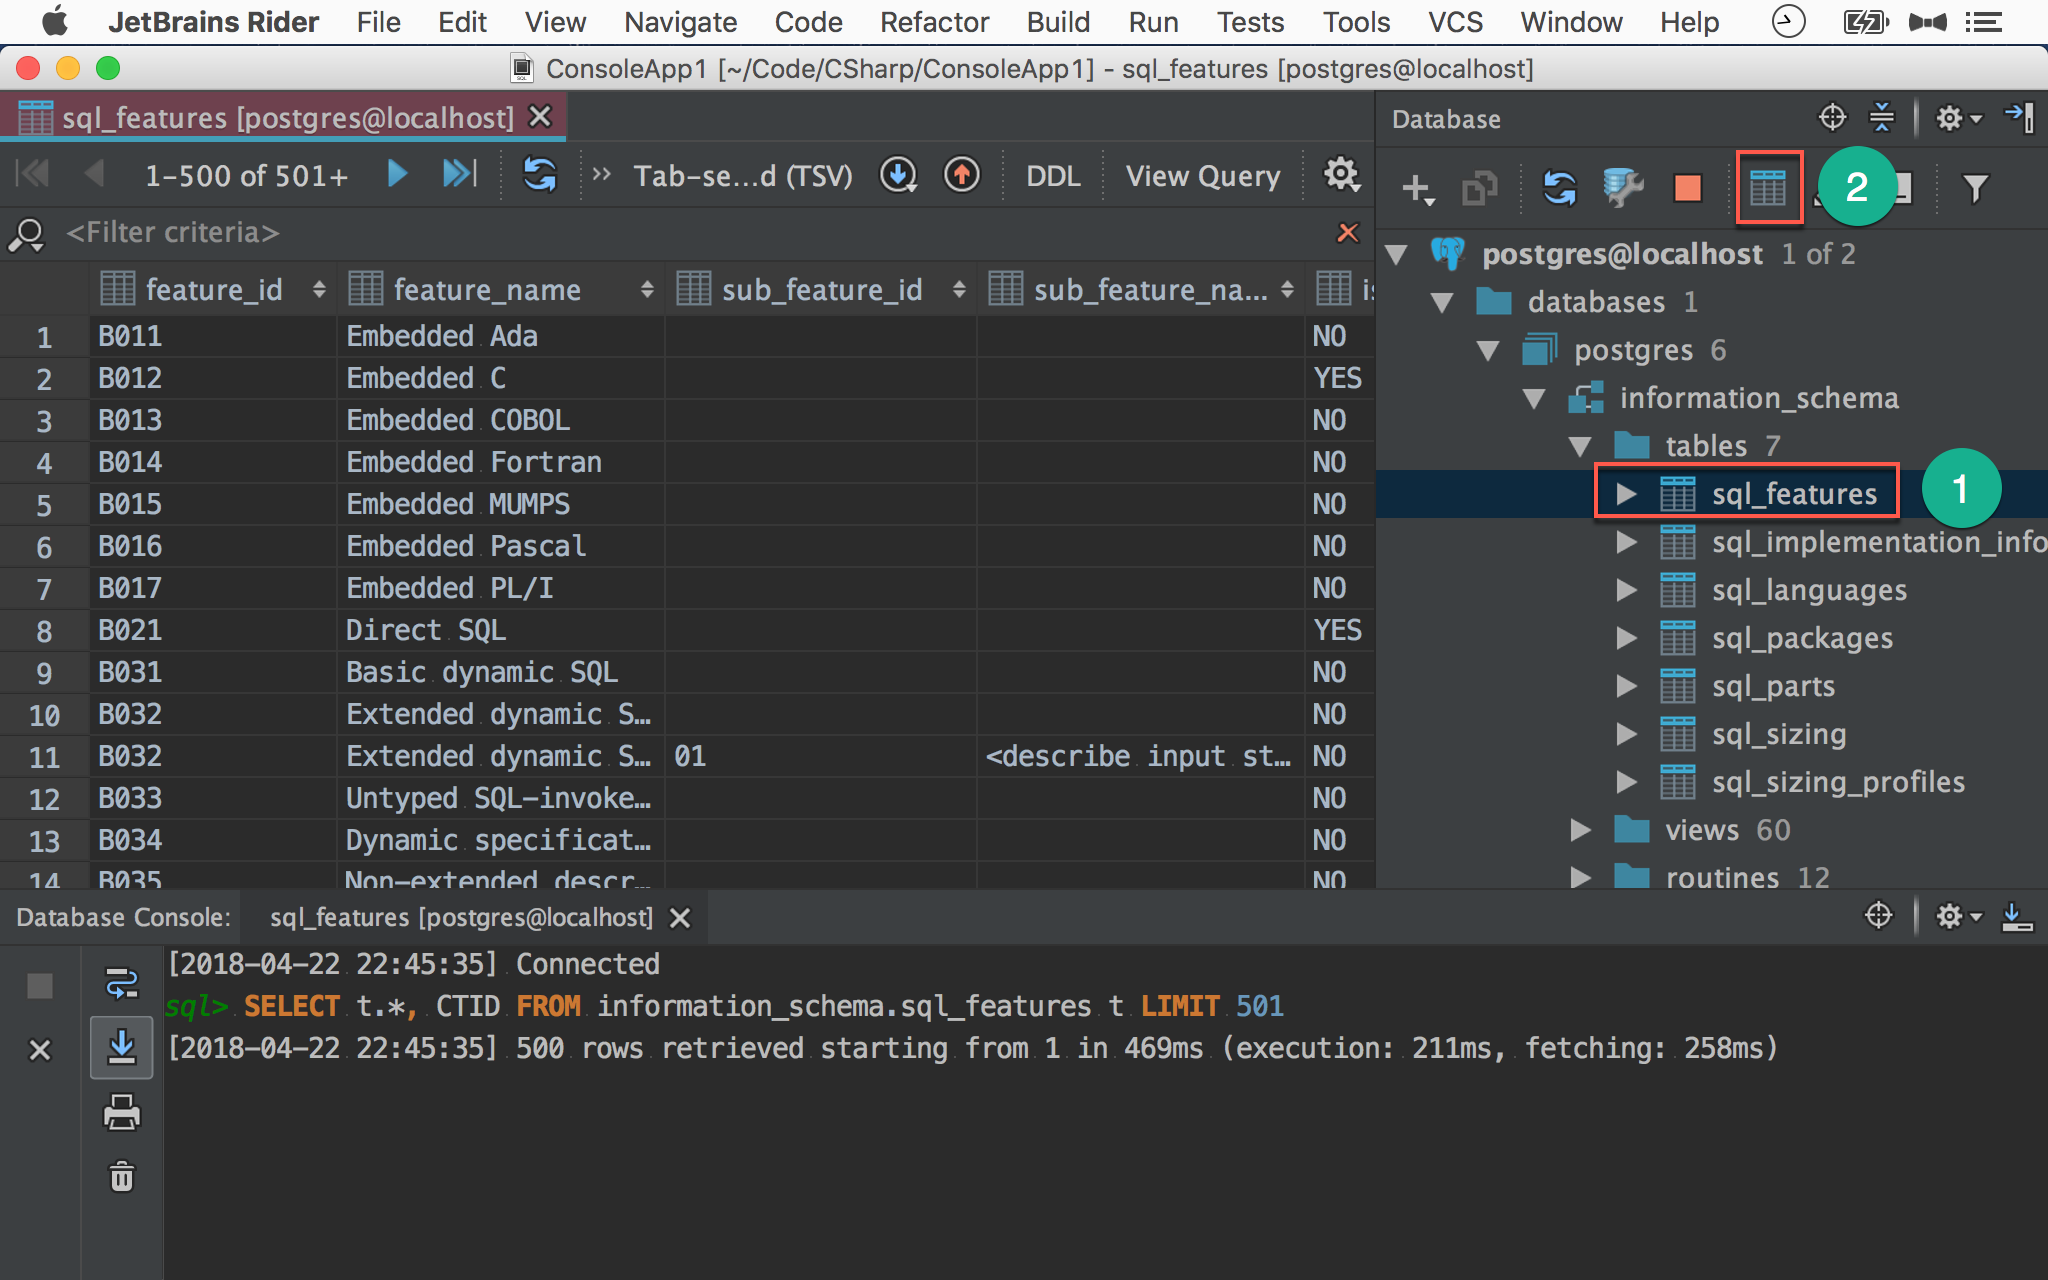 JetBrains Rider File Edit View Navigate Code Refactor Build Run Tests Tools VCS Window Help
ConsoleApp1 [~/Code/CSharp/ConsoleApp1] - sql_features [postgres@localhost]
sql_features [postgres@localhost]
1-500 of 501+ Tab-se...d (TSV) DDL View Query
<Filter criteria>
feature_id feature_name sub_feature_id sub_feature_na... is
1 B011 Embedded Ada NO
2 B012 Embedded C YES
3 B013 Embedded COBOL NO
4 B014 Embedded Fortran NO
5 B015 Embedded MUMPS NO
6 B016 Embedded Pascal NO
7 B017 Embedded PL/I NO
8 B021 Direct SQL YES
9 B031 Basic dynamic SQL NO
10 B032 Extended dynamic S… NO
11 B032 Extended dynamic S… 01 <describe input st… NO
12 B033 Untyped SQL-invoke… NO
13 B034 Dynamic specificat… NO
14 B035 Non-extended descr… NO
Database
2
postgres@localhost 1 of 2
databases 1
postgres 6
information_schema
tables 7
sql_features
1
sql_implementation_info
sql_languages
sql_packages
sql_parts
sql_sizing
sql_sizing_profiles
views 60
routines 12
Database Console: sql_features [postgres@localhost]
[2018-04-22 22:45:35] Connected
sql> SELECT t.*, CTID FROM information_schema.sql_features t LIMIT 501
[2018-04-22 22:45:35] 500 rows retrieved starting from 1 in 469ms (execution: 211ms, fetching: 258ms)